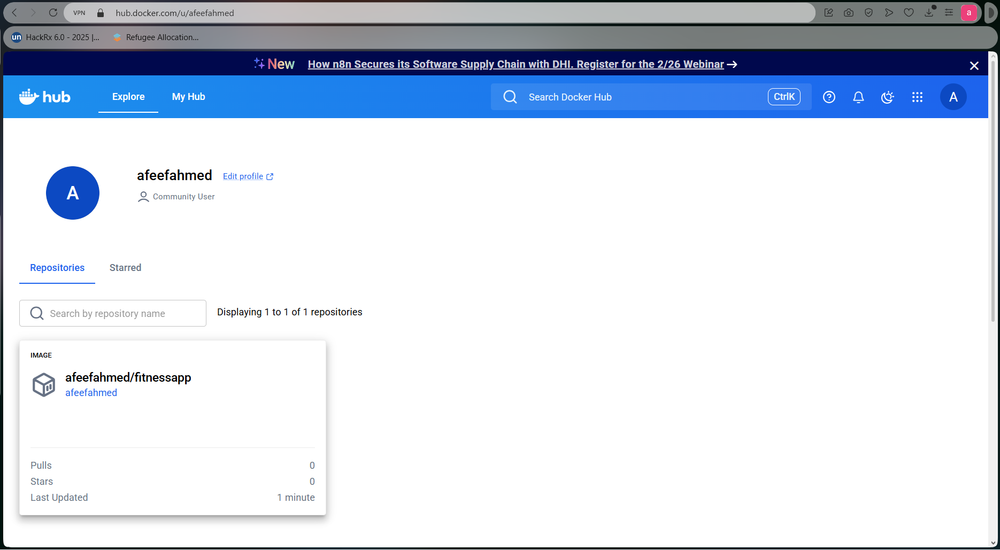 VPN hub.docker.com/u/afeefahmed a
un HackRx 6.0 - 2025 |... Refugee Allocation...
New How n8n Secures its Software Supply Chain with DHI. Register for the 2/26 Webinar →
hub Explore My Hub Search Docker Hub CtrlK A
A
afeefahmed Edit profile
Community User
Repositories Starred
Search by repository name Displaying 1 to 1 of 1 repositories
IMAGE
afeefahmed/fitnessapp
afeefahmed
Pulls 0
Stars 0
Last Updated 1 minute